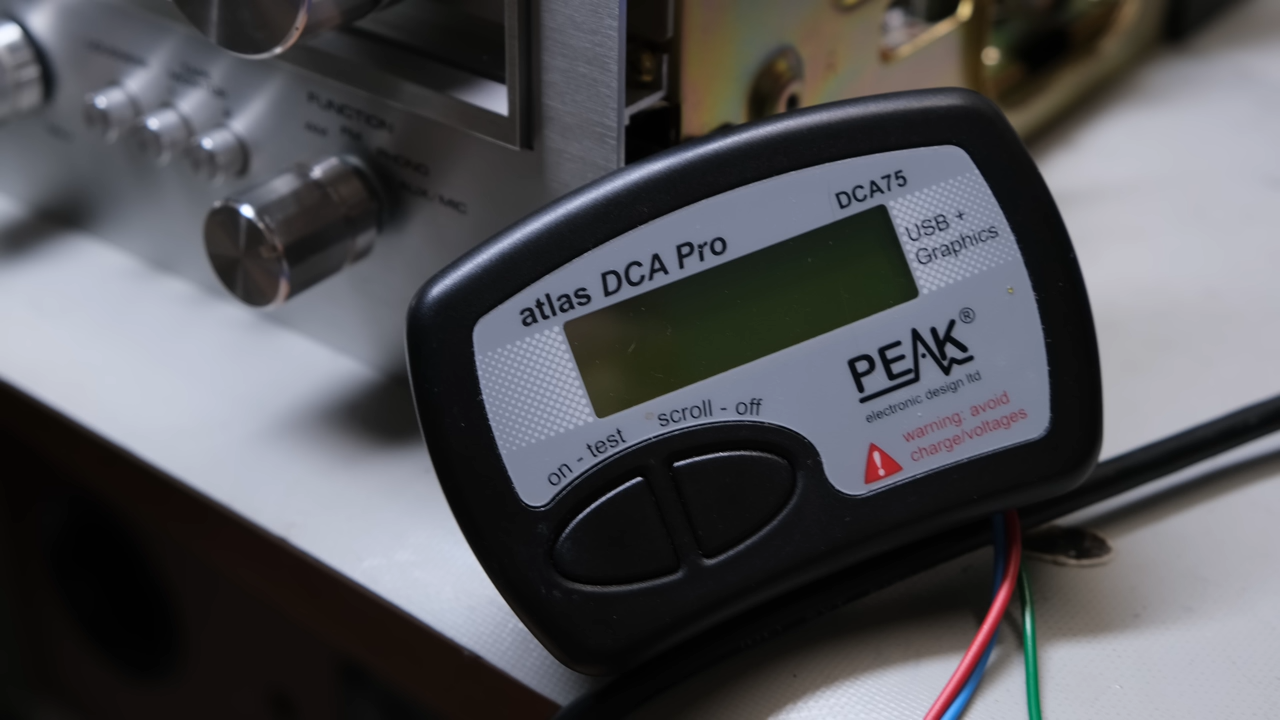 FUNCTION
DCA75
atlas DCA Pro
USB +
Graphics
PEAK®
electronic design ltd
scroll - off
on - test
warning: avoid
charge/voltages